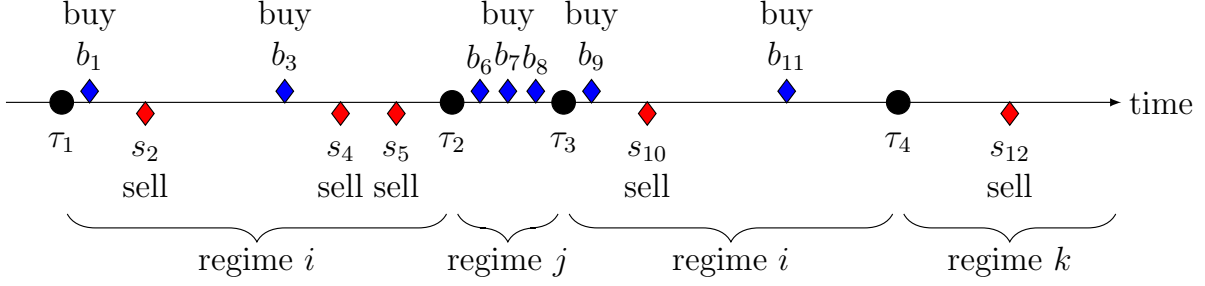 buy buy buy buy buy
b₁ b₃ b₆ b₇ b₈ b₉ b₁₁
time
τ₁ s₂ s₄ s₅ τ₂ τ₃ s₁₀ τ₄ s₁₂
sell sell sell sell sell
regime i regime j regime i regime k